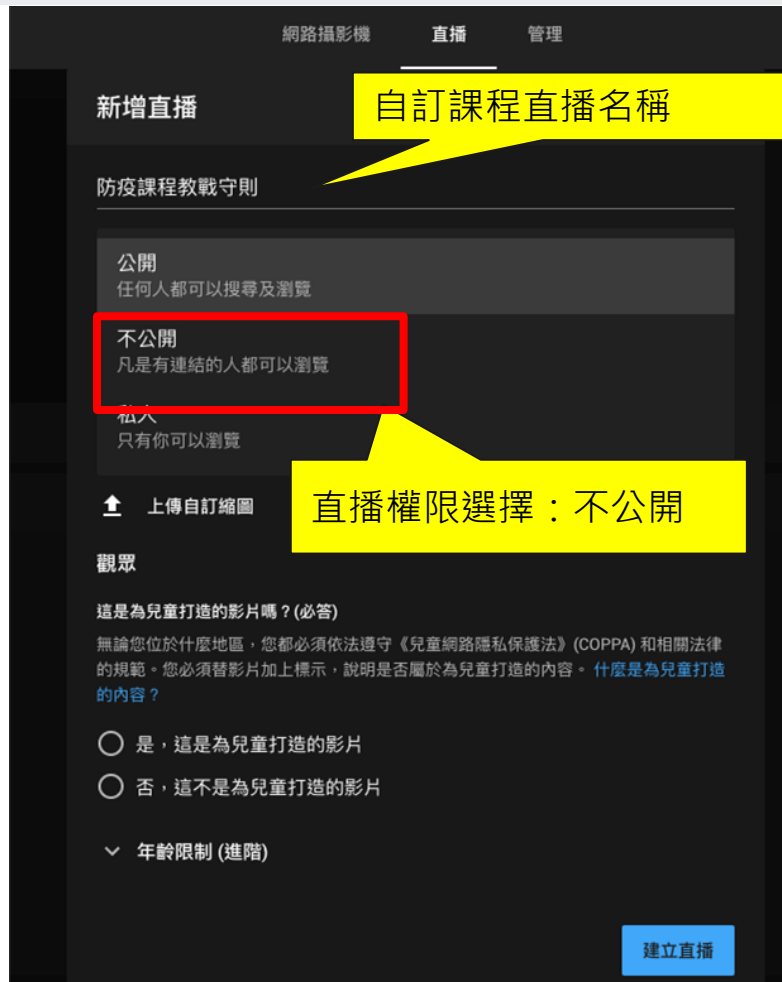 網路攝影機 直播 管理
新增直播
自訂課程直播名稱
防疫課程教戰守則
公開
任何人都可以搜尋及瀏覽
不公開
凡是有連結的人都可以瀏覽
私人
只有你可以瀏覽
直播權限選擇：不公開
上傳自訂縮圖
觀眾
這是為兒童打造的影片嗎？(必答)
無論您位於什麼地區，您都必須依法遵守《兒童網路隱私保護法》(COPPA) 和相關法律
的規範。您必須替影片加上標示，說明是否屬於為兒童打造的內容。 什麼是為兒童打造
的內容？
是，這是為兒童打造的影片
否，這不是為兒童打造的影片
年齡限制 (進階)
建立直播